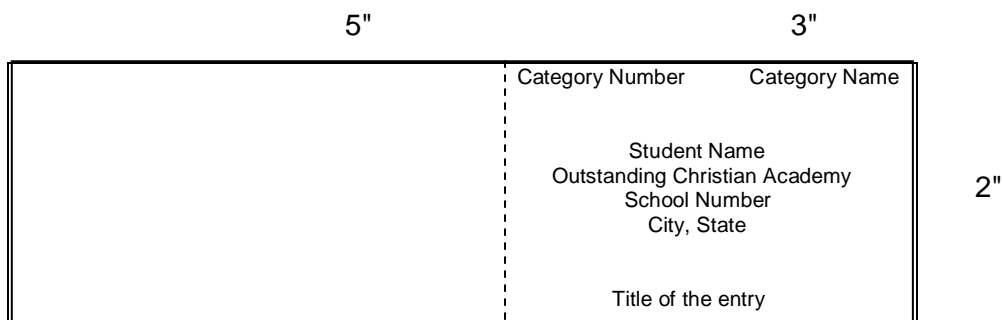 5" 3"
Category Number Category Name
Student Name
Outstanding Christian Academy
School Number
City, State
2"
Title of the entry